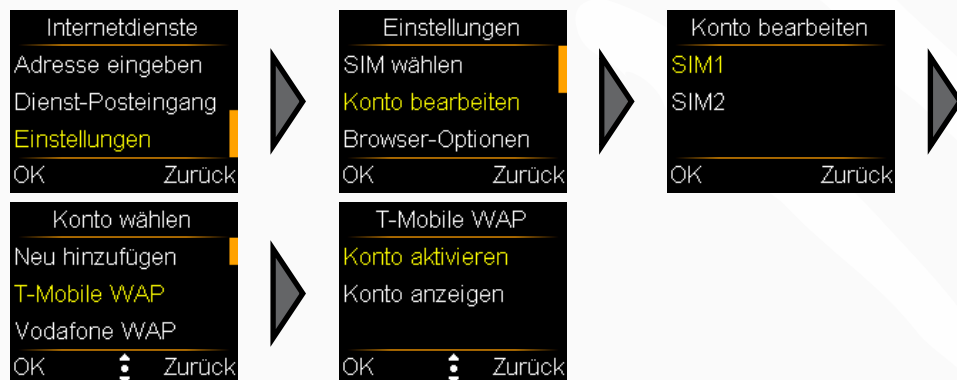 Internetdienste
Adresse eingeben
Dienst-Posteingang
Einstellungen
OK Zurück
Einstellungen
SIM wählen
Konto bearbeiten
Browser-Optionen
OK Zurück
Konto bearbeiten
SIM1
SIM2
OK Zurück
Konto wählen
Neu hinzufügen
T-Mobile WAP
Vodafone WAP
OK Zurück
T-Mobile WAP
Konto aktivieren
Konto anzeigen
OK Zurück